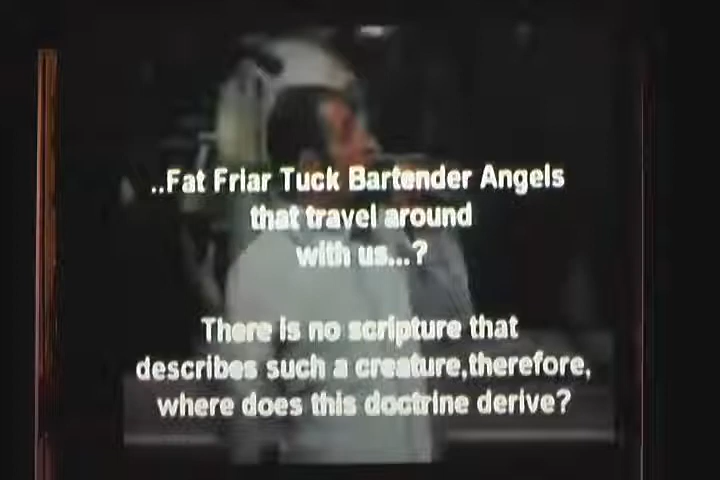 ..Fat Friar Tuck Bartender Angels
that travel around
with us...?
There is no scripture that
describes such a creature,therefore,
where does this doctrine derive?